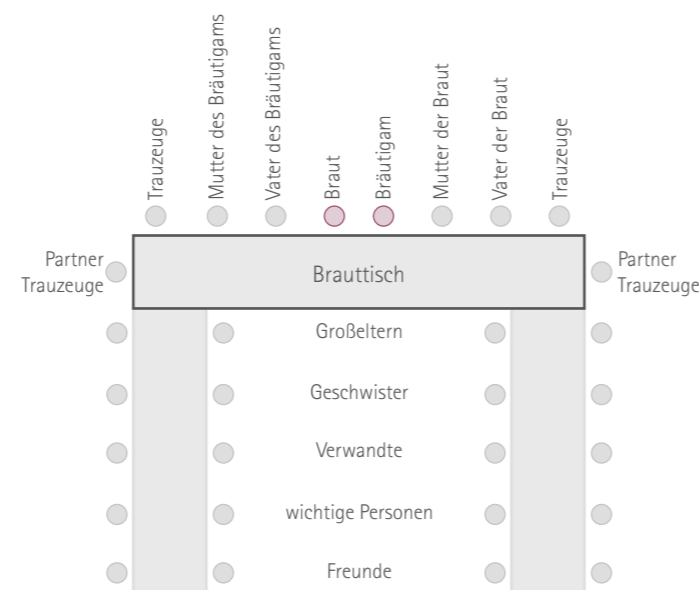 Trauzeuge
Mutter des Bräutigams
Vater des Bräutigams
Braut
Bräutigam
Mutter der Braut
Vater der Braut
Trauzeuge
Partner
Trauzeuge
Brauttisch
Partner
Trauzeuge
Großeltern
Geschwister
Verwandte
wichtige Personen
Freunde